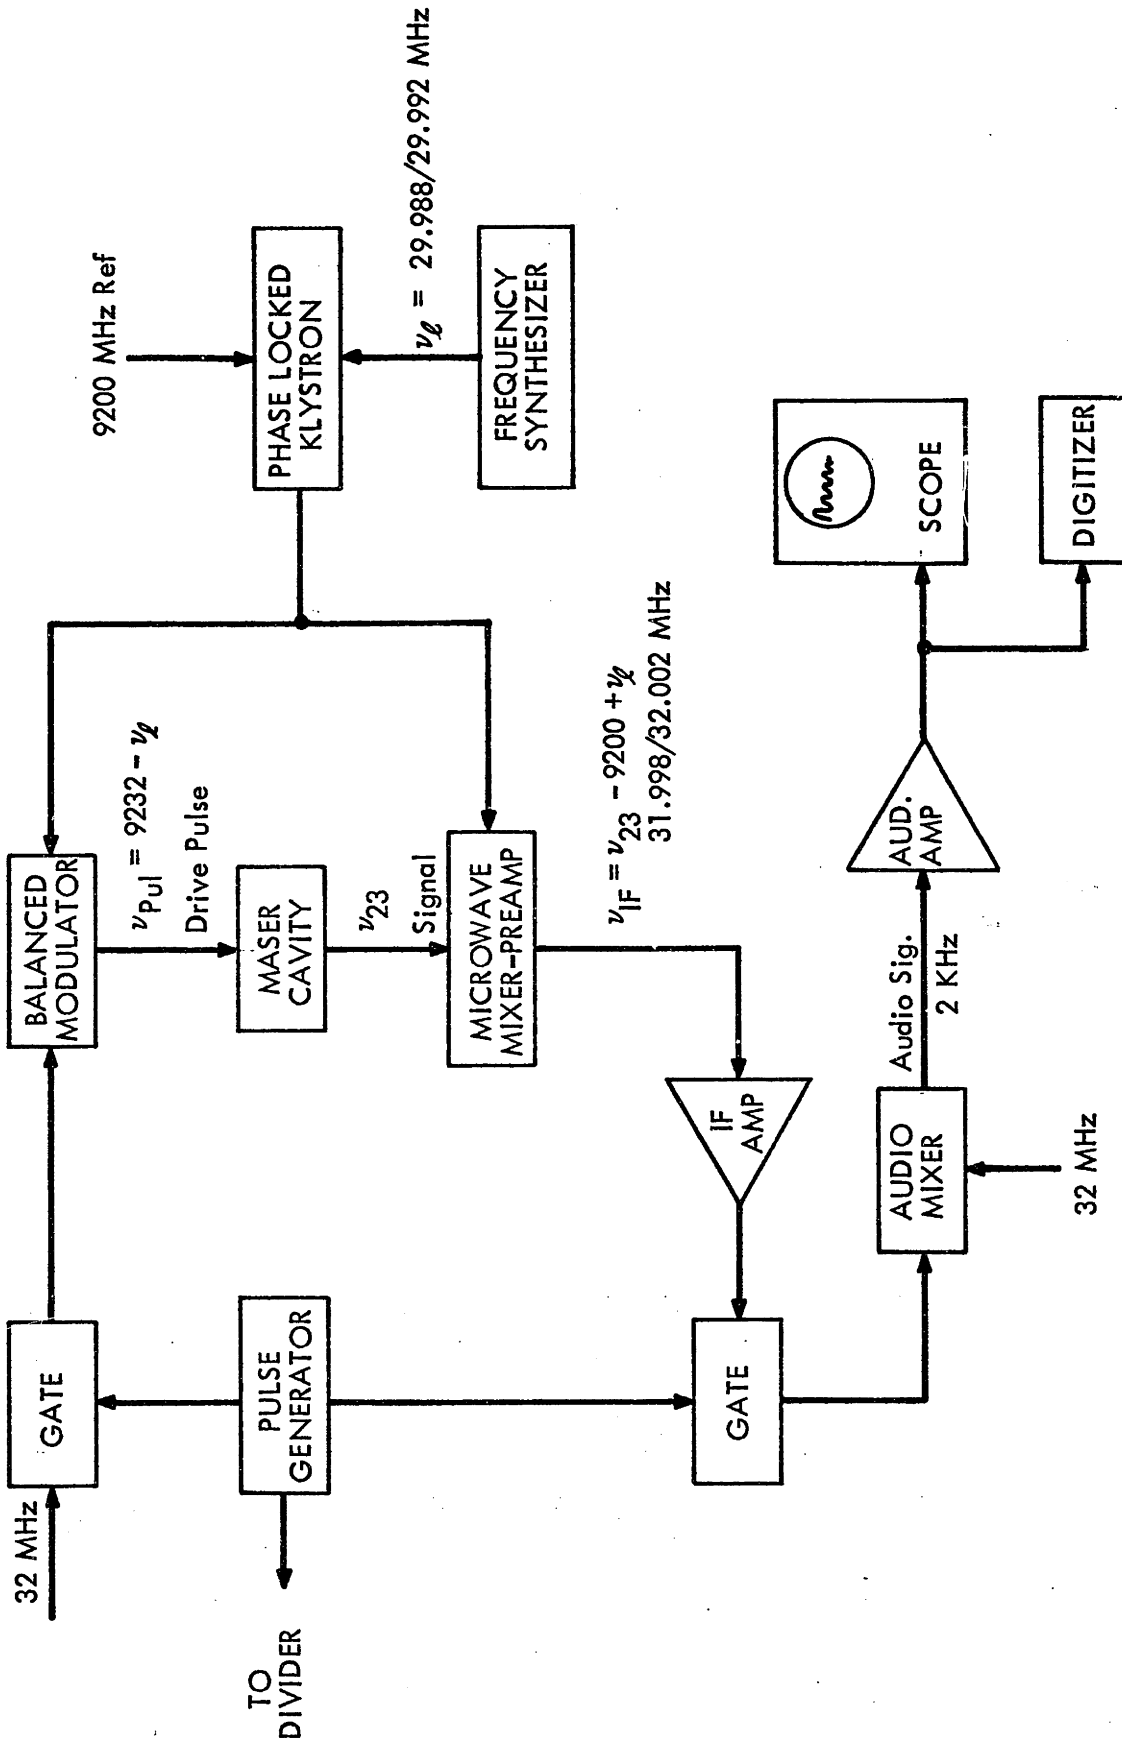 32 MHz
GATE
BALANCED
MODULATOR
TO
DIVIDER
PULSE
GENERATOR
νPul = 9232 − νℓ
Drive Pulse
MASER
CAVITY
ν23
Signal
MICROWAVE
MIXER-PREAMP
9200 MHz Ref
PHASE LOCKED
KLYSTRON
νℓ = 29.988/29.992 MHz
FREQUENCY
SYNTHESIZER
νIF = ν23 − 9200 + νℓ
31.998/32.002 MHz
IF
AMP
GATE
AUDIO
MIXER
32 MHz
Audio Sig.
2 KHz
AUD.
AMP
SCOPE
DIGITIZER